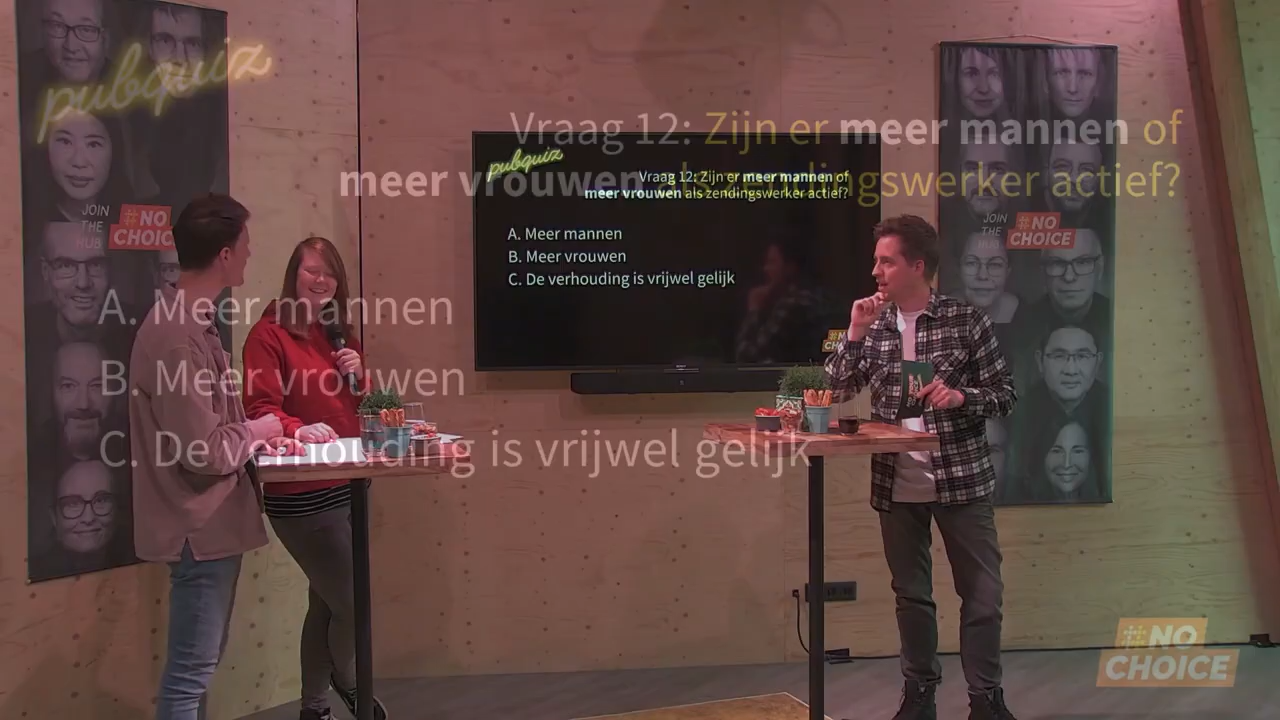 pubquiz
Vraag 12: Zijn er meer mannen of
meer vrouwen als zendingswerker actief?
A. Meer mannen
B. Meer vrouwen
C. De verhouding is vrijwel gelijk
pubquiz
Vraag 12: Zijn er meer mannen of
meer vrouwen als zendingswerker actief?
A. Meer mannen
B. Meer vrouwen
C. De verhouding is vrijwel gelijk
JOIN
THE
HUB
#NO
CHOICE
JOIN
THE
HUB
#NO
CHOICE
#NO
CHOICE